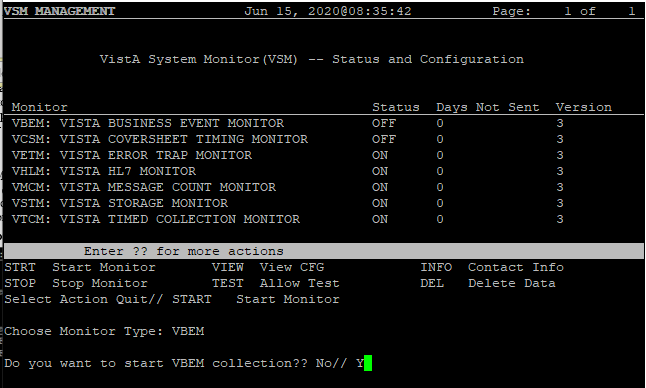 VSM MANAGEMENT Jun 15, 2020@08:35:42 Page: 1 of 1
VistA System Monitor(VSM) -- Status and Configuration
Monitor Status Days Not Sent Version
VBEM: VISTA BUSINESS EVENT MONITOR OFF 0 3
VCSM: VISTA COVERSHEET TIMING MONITOR OFF 0 3
VETM: VISTA ERROR TRAP MONITOR ON 0 3
VHLM: VISTA HL7 MONITOR ON 0 3
VMCM: VISTA MESSAGE COUNT MONITOR ON 0 3
VSTM: VISTA STORAGE MONITOR ON 0 3
VTCM: VISTA TIMED COLLECTION MONITOR ON 0 3
Enter ?? for more actions
STRT Start Monitor VIEW View CFG INFO Contact Info
STOP Stop Monitor TEST Allow Test DEL Delete Data
Select Action Quit// START Start Monitor
Choose Monitor Type: VBEM
Do you want to start VBEM collection?? No// Y